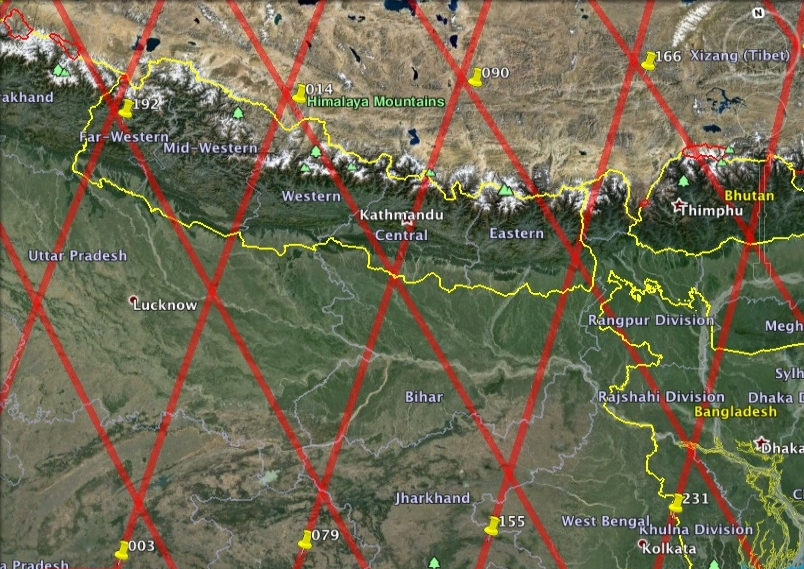 N
166
Xizang (Tibet)
090
014
Himalaya Mountains
192
rakhand
Far-Western
Mid-Western
Western
Bhutan
Thimphu
Kathmandu
Central
Eastern
Uttar Pradesh
Lucknow
Rangpur Division
Megh
Sylh
Bihar
Rajshahi Division
Dhaka D
Bangladesh
Dhaka
Jharkhand
155
231
West Bengal
Khulna Division
Kolkata
003
079
a Pradesh